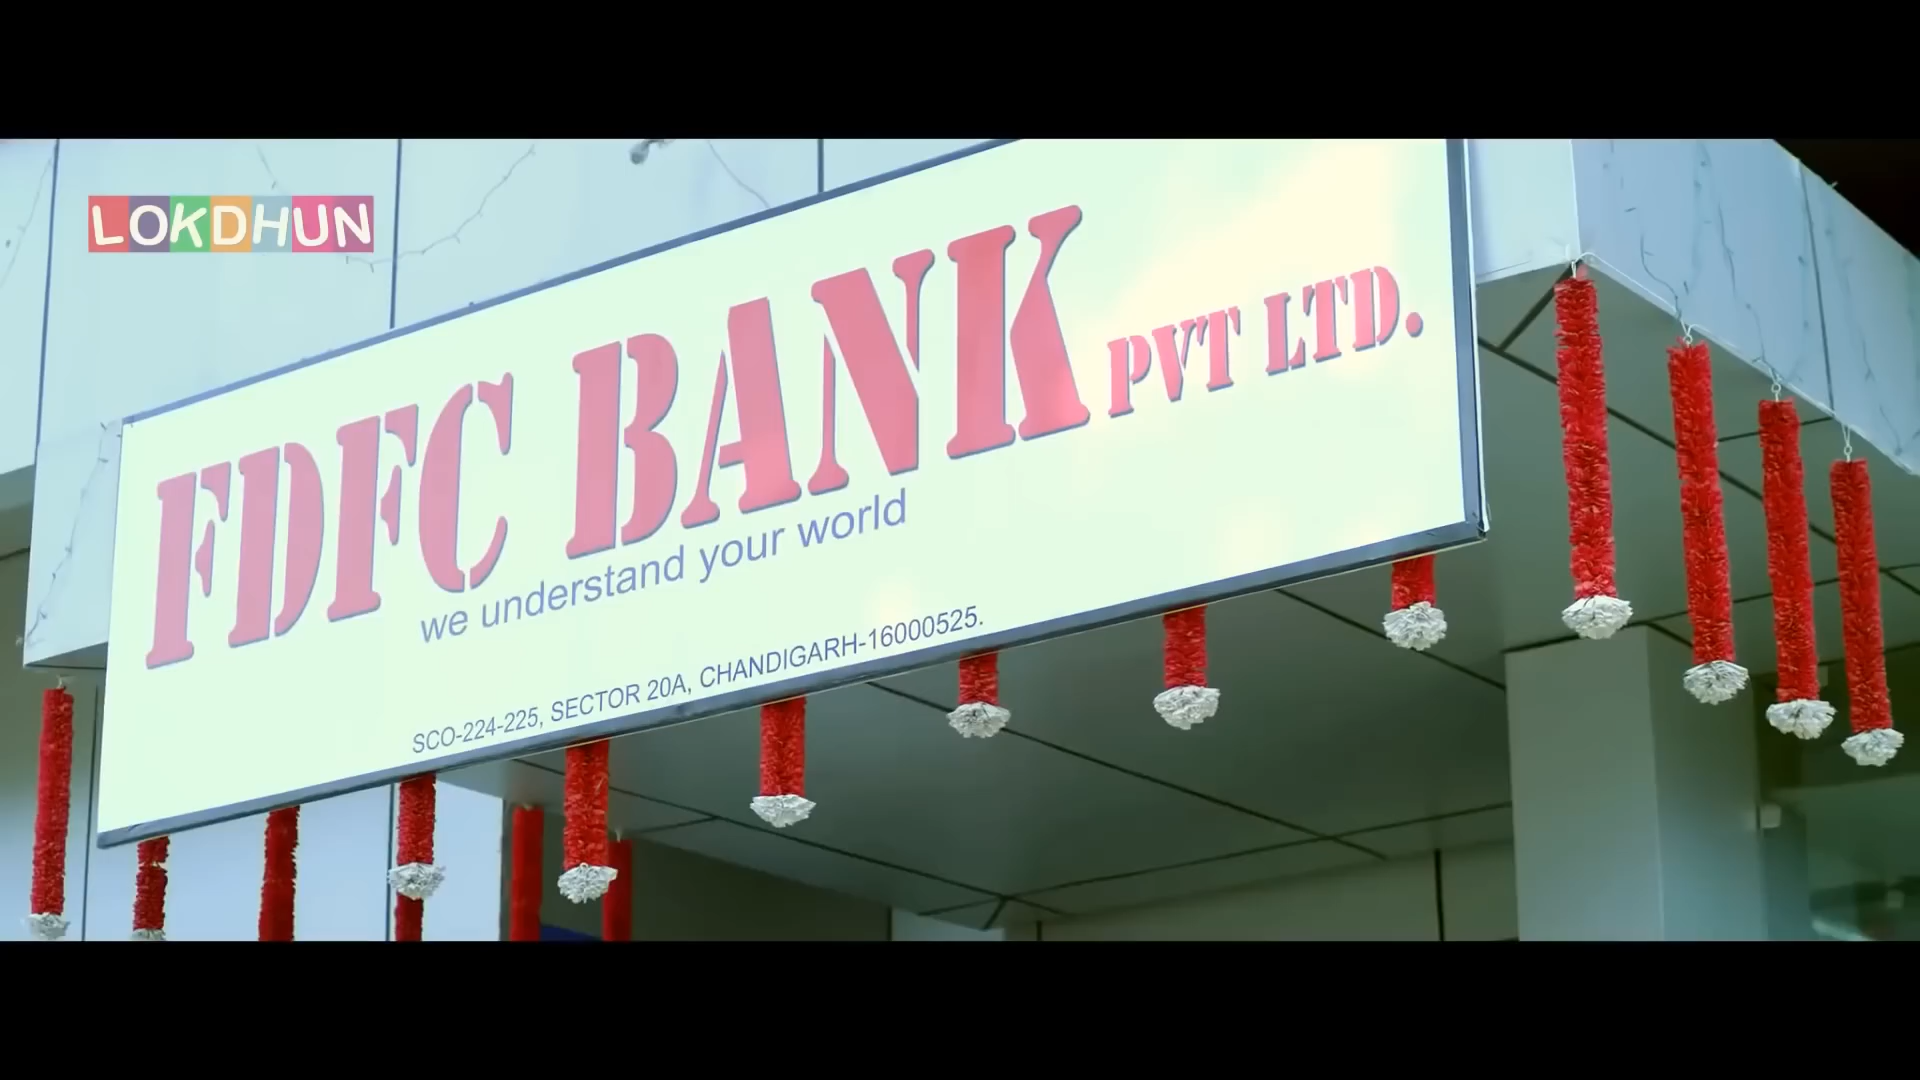 LOKDHUN
FDFC BANK PVT LTD.
we understand your world
SCO-224-225, SECTOR 20A, CHANDIGARH-16000525.